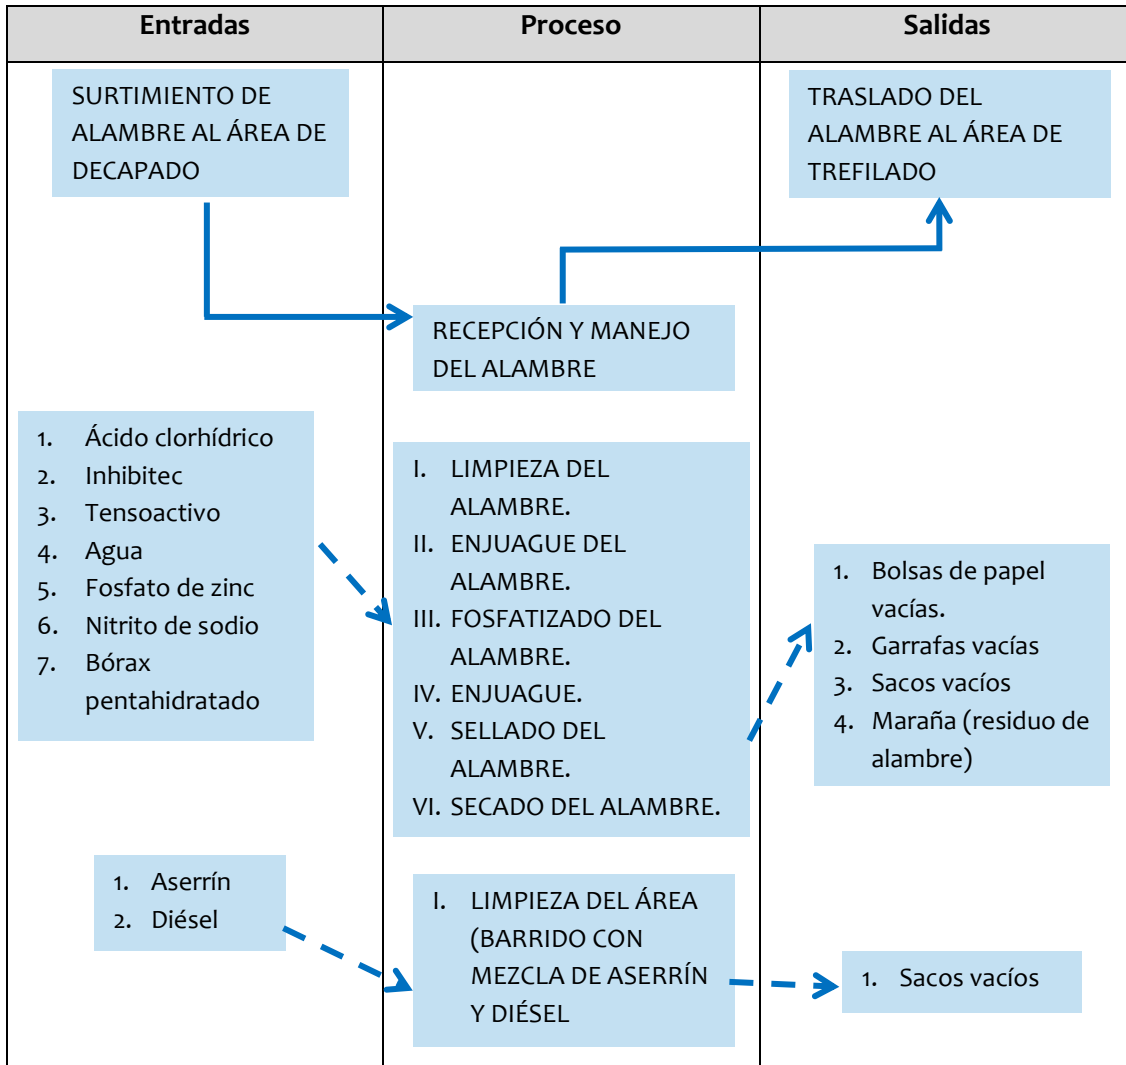 Entradas
Proceso
Salidas
SURTIMIENTO DE
ALAMBRE AL ÁREA DE
DECAPADO
TRASLADO DEL
ALAMBRE AL ÁREA DE
TREFILADO
RECEPCIÓN Y MANEJO
DEL ALAMBRE
1. Ácido clorhídrico
2. Inhibitec
3. Tensoactivo
4. Agua
5. Fosfato de zinc
6. Nitrito de sodio
7. Bórax
pentahidratado
I. LIMPIEZA DEL
ALAMBRE.
II. ENJUAGUE DEL
ALAMBRE.
III. FOSFATIZADO DEL
ALAMBRE.
IV. ENJUAGUE.
V. SELLADO DEL
ALAMBRE.
VI. SECADO DEL ALAMBRE.
1. Bolsas de papel
vacías.
2. Garrafas vacías
3. Sacos vacíos
4. Maraña (residuo de
alambre)
1. Aserrín
2. Diésel
I. LIMPIEZA DEL ÁREA
(BARRIDO CON
MEZCLA DE ASERRÍN
Y DIÉSEL
1. Sacos vacíos